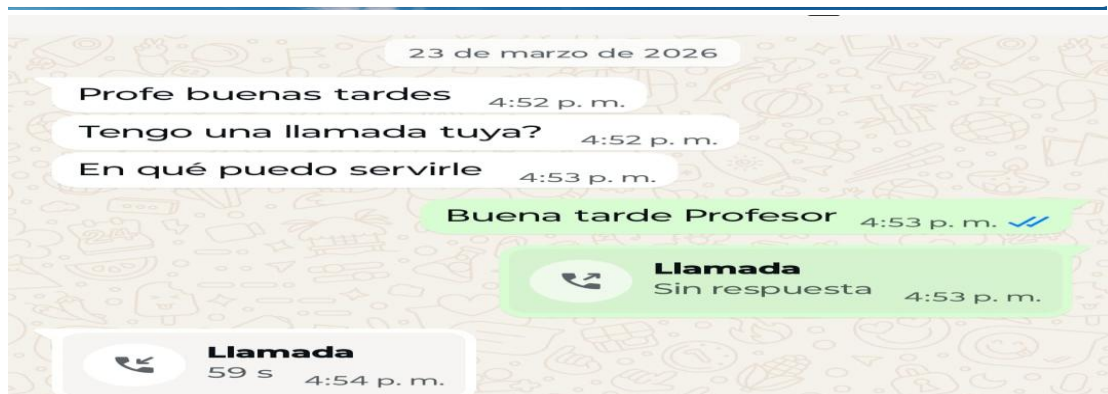 23 de marzo de 2026
Profe buenas tardes 4:52 p. m.
Tengo una llamada tuya? 4:52 p. m.
En qué puedo servirle 4:53 p. m.
Buena tarde Profesor 4:53 p. m.
Llamada
Sin respuesta 4:53 p. m.
Llamada
59 s 4:54 p. m.